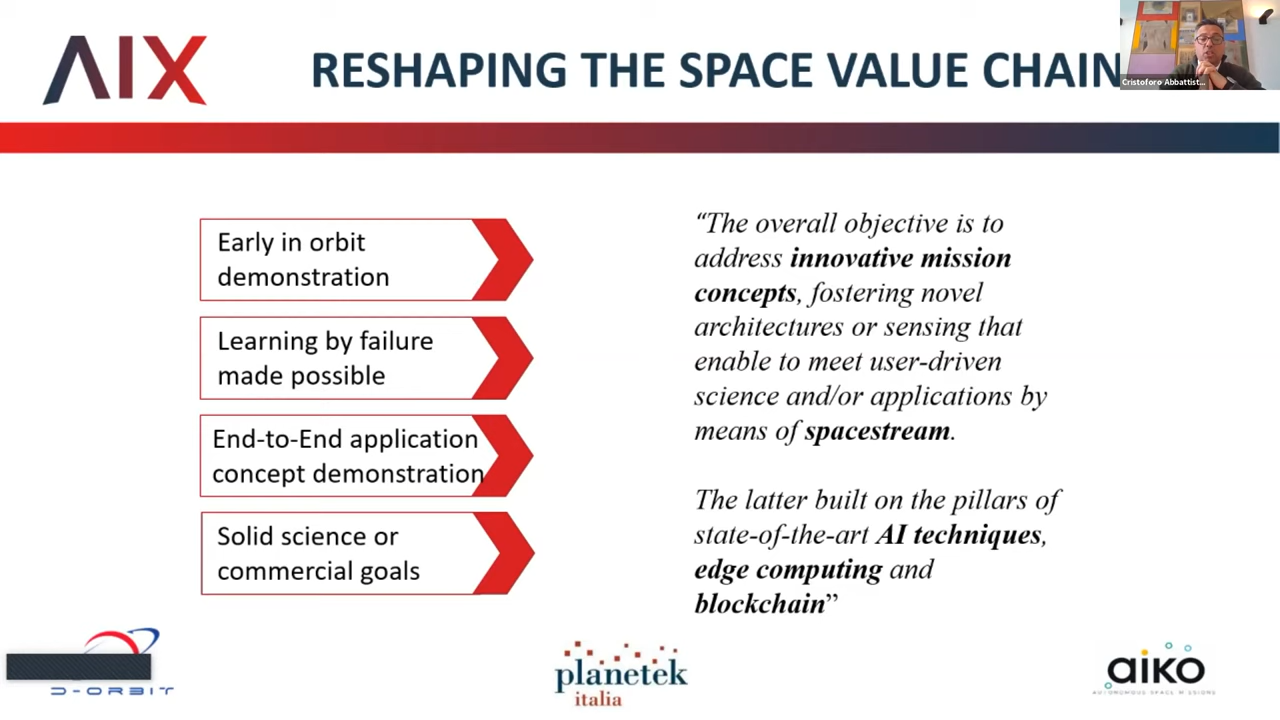 AIX
RESHAPING THE SPACE VALUE CHAIN
Cristoforo Abbattist...
Early in orbit
demonstration
Learning by failure
made possible
End-to-End application
concept demonstration
Solid science or
commercial goals
“The overall objective is to
address innovative mission
concepts, fostering novel
architectures or sensing that
enable to meet user-driven
science and/or applications by
means of spacestream.
The latter built on the pillars of
state-of-the-art AI techniques,
edge computing and
blockchain”
D-ORBIT
planetek
italia
aiko
AUTONOMOUS SPACE MISSIONS